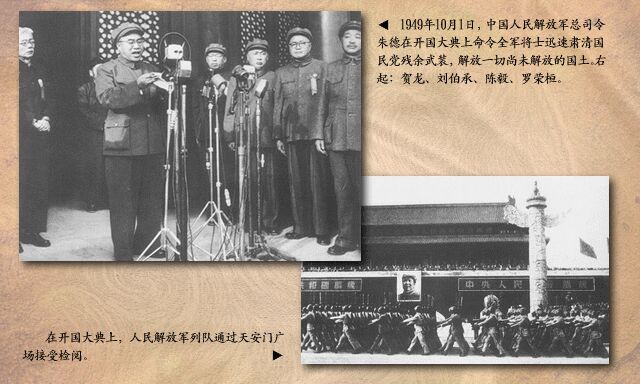 ◀ 1949年10月1日，中国人民解放军总司令
朱德在开国大典上命令全军将士迅速肃清国
民党残余武装，解放一切尚未解放的国土。右
起：贺龙、刘伯承、陈毅、罗荣桓。
中央人民
在开国大典上，人民解放军列队通过天安门广
场接受检阅。 ▶